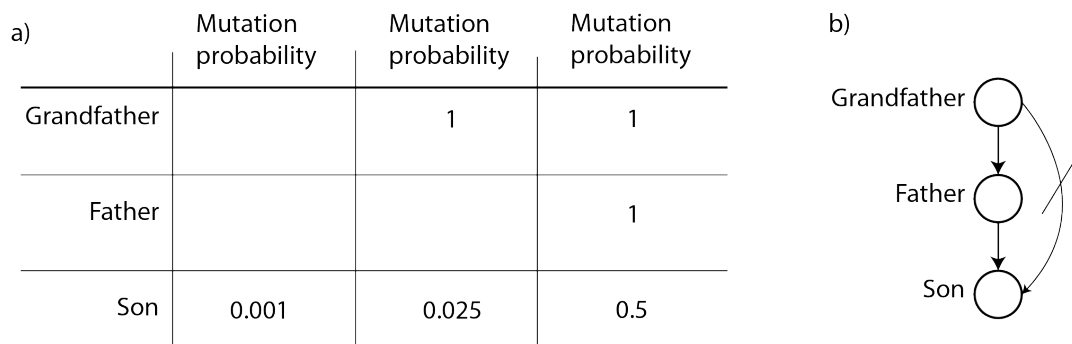 a)
Mutation probability
Mutation probability
Mutation probability
Grandfather 1 1
Father 1
Son 0.001 0.025 0.5
b)
Grandfather
Father
Son